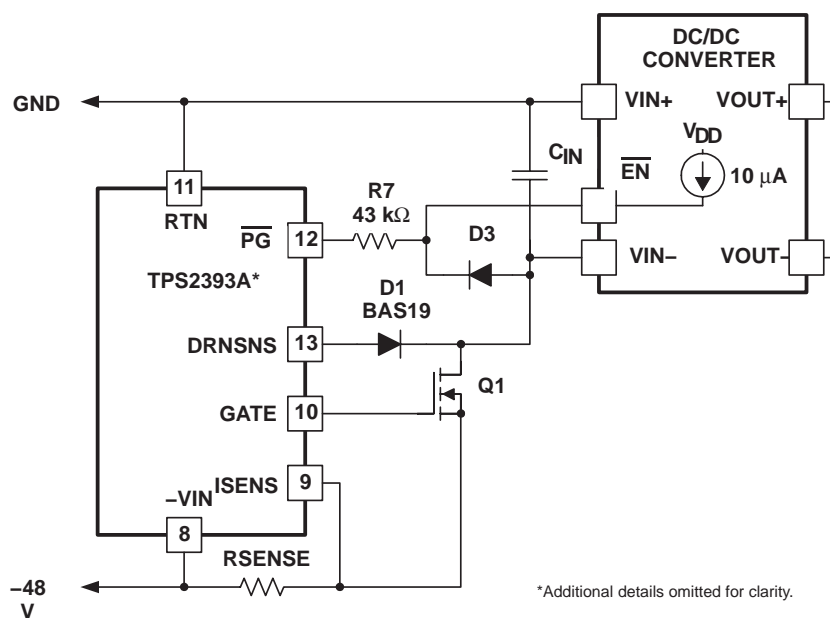 DC/DC
CONVERTER
GND
VIN+
VOUT+
VDD
CIN
EN
10 μA
11
RTN
R7
43 kΩ
PG
12
D3
VIN–
VOUT–
TPS2393A*
D1
BAS19
DRNSNS
13
Q1
GATE
10
ISENS
9
–VIN
8
RSENSE
–48
V
*Additional details omitted for clarity.